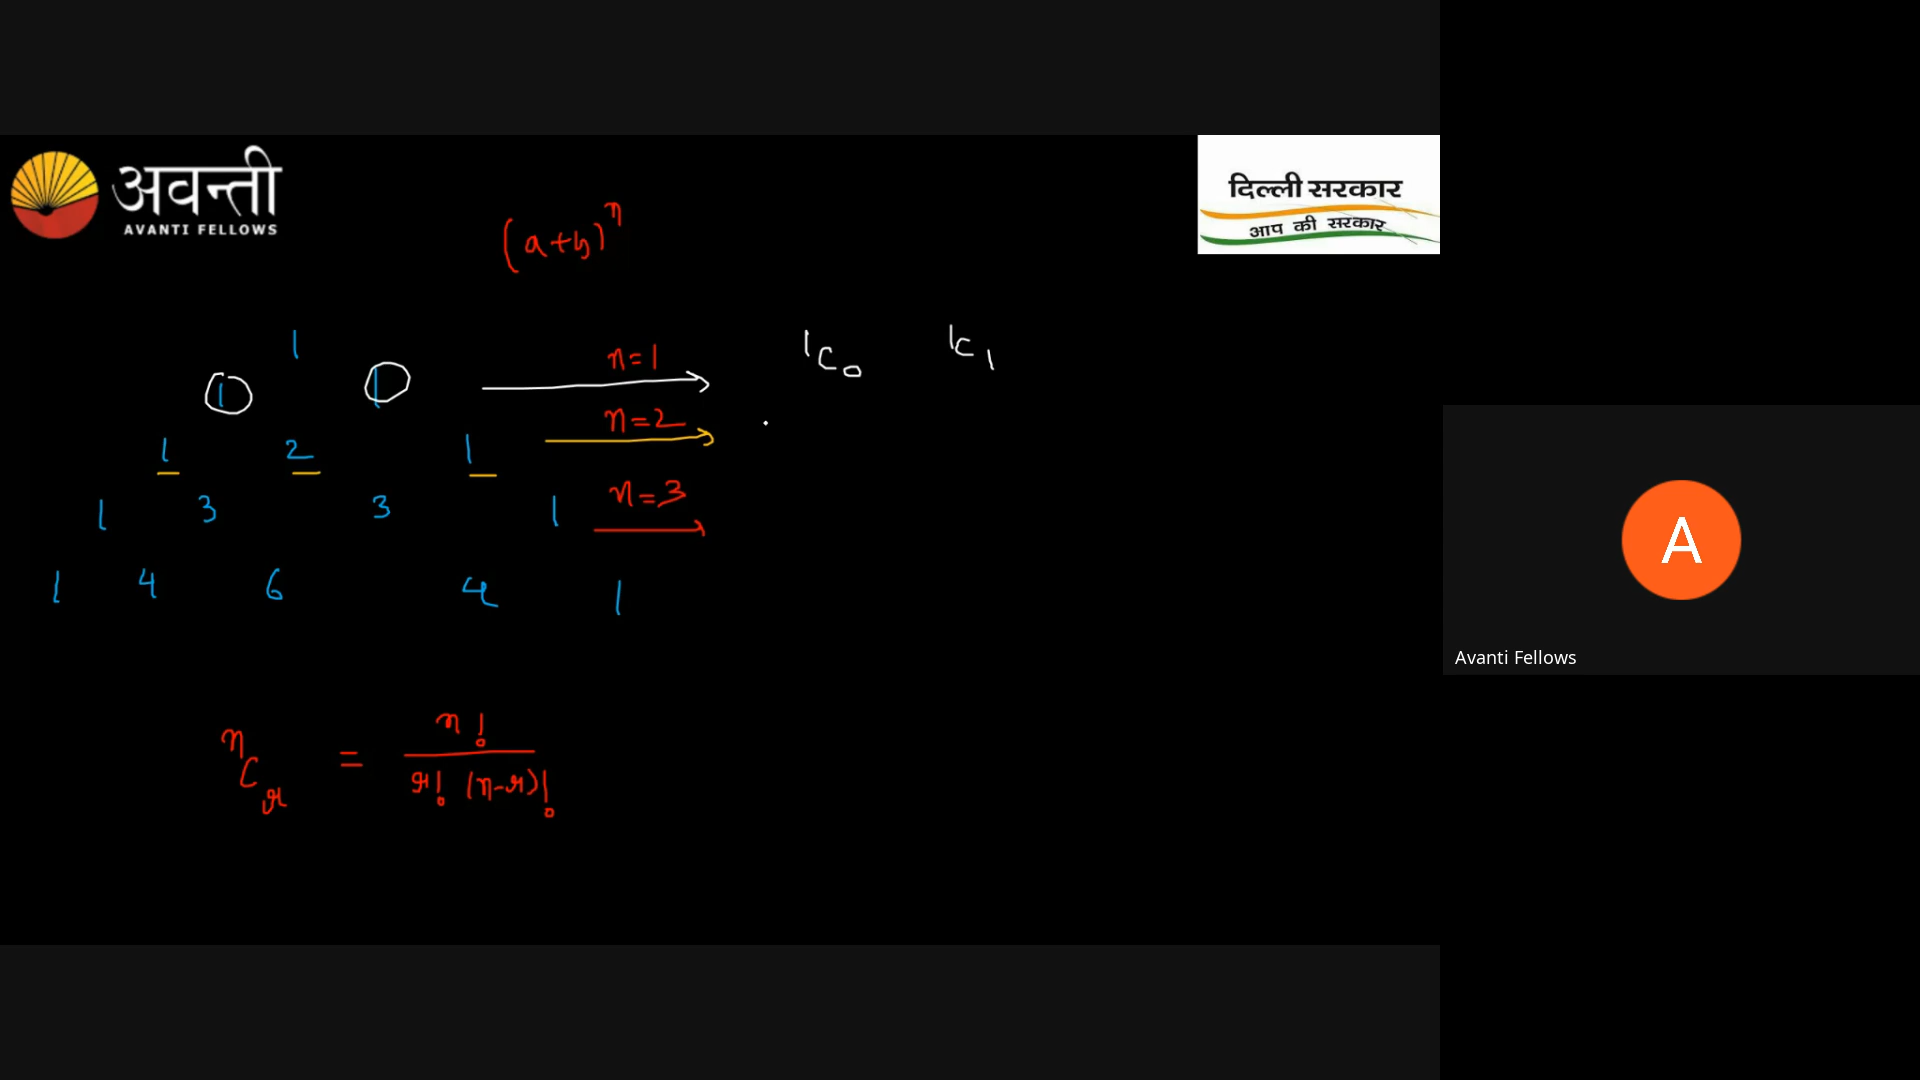 अवन्ती
AVANTI FELLOWS
दिल्ली सरकार
आप की सरकार
(a+b)^n
1
1 1 n=1 ¹C₀ ¹C₁
1 2 1 n=2
1 3 3 1 n=3
1 4 6 4 1
ⁿCᵣ = n! / r! (n-r)!
A
Avanti Fellows